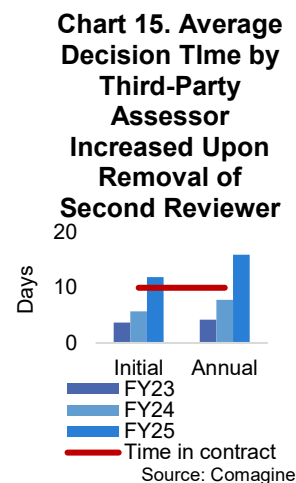 Chart 15. Average
Decision TIme by
Third-Party
Assessor
Increased Upon
Removal of
Second Reviewer
20
10
0
Days
Initial Annual
FY23
FY24
FY25
Time in contract
Source: Comagine